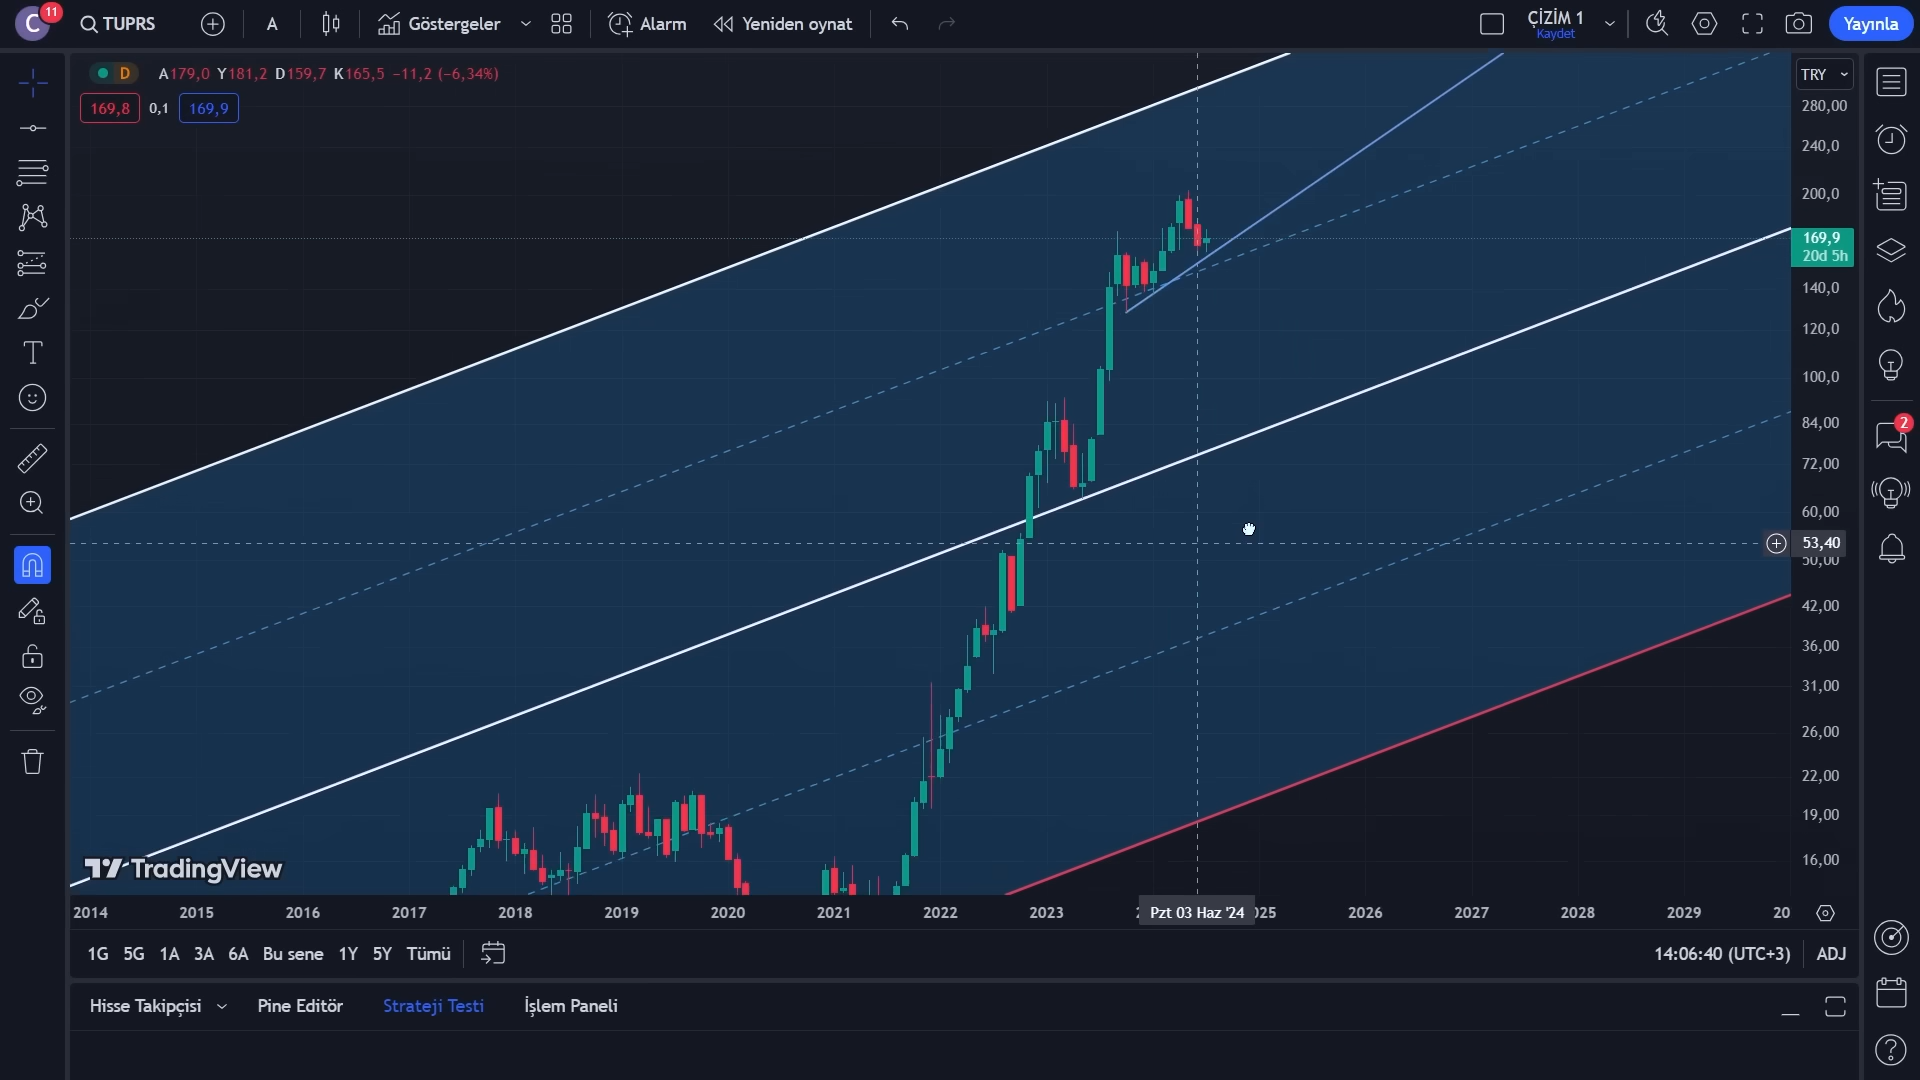 C 11 TUPRS A Göstergeler Alarm Yeniden oynat ÇİZİM 1 Kaydet Yayınla
D A179,0 Y181,2 D159,7 K165,5 −11,2 (−6,34%)
TRY
169,8 0,1 169,9
280,00
240,0
200,0
169,9
20d 5h
140,0
120,0
100,0
84,00
2
72,00
60,00
53,40
50,00
42,00
36,00
31,00
26,00
22,00
19,00
16,00
TradingView
2014 2015 2016 2017 2018 2019 2020 2021 2022 2023 Pzt 03 Haz '24 025 2026 2027 2028 2029 20
1G 5G 1A 3A 6A Bu sene 1Y 5Y Tümü 14:06:40 (UTC+3) ADJ
Hisse Takipçisi Pine Editör Strateji Testi İşlem Paneli